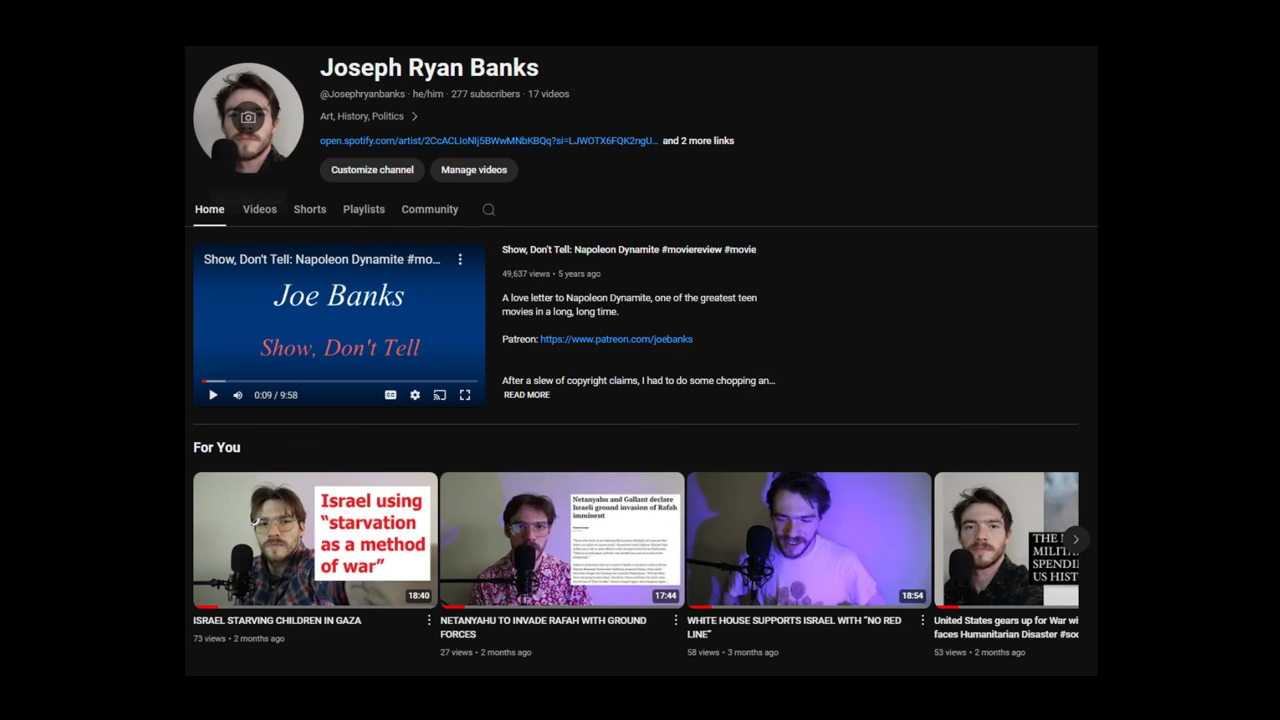 Joseph Ryan Banks
@Josephryanbanks · he/him · 277 subscribers · 17 videos
Art, History, Politics
and 2 more links
Customize channel
Manage videos
Home
Videos
Shorts
Playlists
Community
Show, Don't Tell: Napoleon Dynamite #mo...
Joe Banks
Show, Don't Tell
0:09 / 9:58
Show, Don't Tell: Napoleon Dynamite #moviereview #movie
49,637 views • 5 years ago
A love letter to Napoleon Dynamite, one of the greatest teen
movies in a long, long time.
Patreon: https://www.patreon.com/joebanks
After a slew of copyright claims, I had to do some chopping an...
READ MORE
For You
Israel using
“starvation
as a method
of war”
18:40
ISRAEL STARVING CHILDREN IN GAZA
73 views • 2 months ago
Netanyahu and Gallant declare
Israeli ground invasion of Rafah
imminent
17:44
NETANYAHU TO INVADE RAFAH WITH GROUND
FORCES
27 views • 2 months ago
18:54
WHITE HOUSE SUPPORTS ISRAEL WITH “NO RED
LINE”
58 views • 3 months ago
MILITA
SPENDI
US HIST
United States gears up for War wi
faces Humanitarian Disaster #soc
53 views • 2 months ago